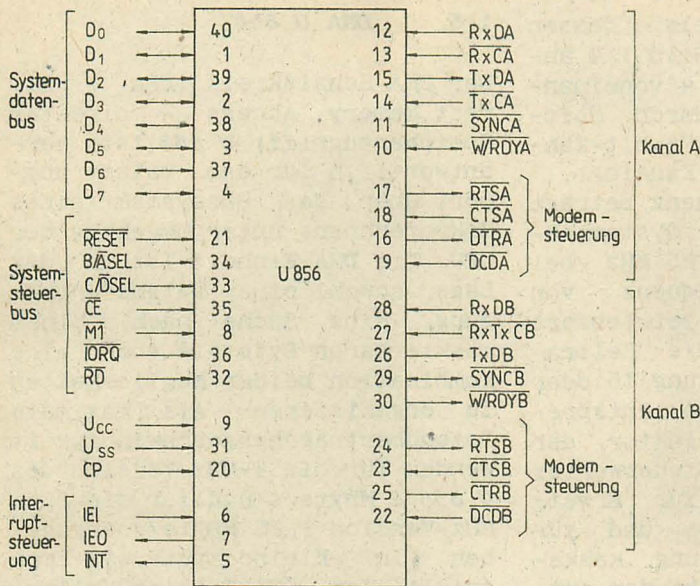 D0 40
D1 1
D2 39
D3 2
D4 38
D5 3
D6 37
D7 4
System-
daten-
bus
RESET 21
B/ASEL 34
C/DSEL 33
CE 35
M1 8
IORQ 36
RD 32
System-
steuer-
bus
UCC 9
USS 31
CP 20
IEI 6
IEO 7
INT 5
Inter-
rupt-
steuer-
ung
U 856
12 RxDA
13 RxCA
15 TxDA
14 TxCA
11 SYNCA
10 W/RDYA
17 RTSA
18 CTSA
16 DTRA
19 DCDA
Modem-
steuerung
Kanal A
28 RxDB
27 RxTxCB
26 TxDB
29 SYNCB
30 W/RDYB
24 RTSB
23 CTSB
25 CTRB
22 DCDB
Modem
steuerung
Kanal B